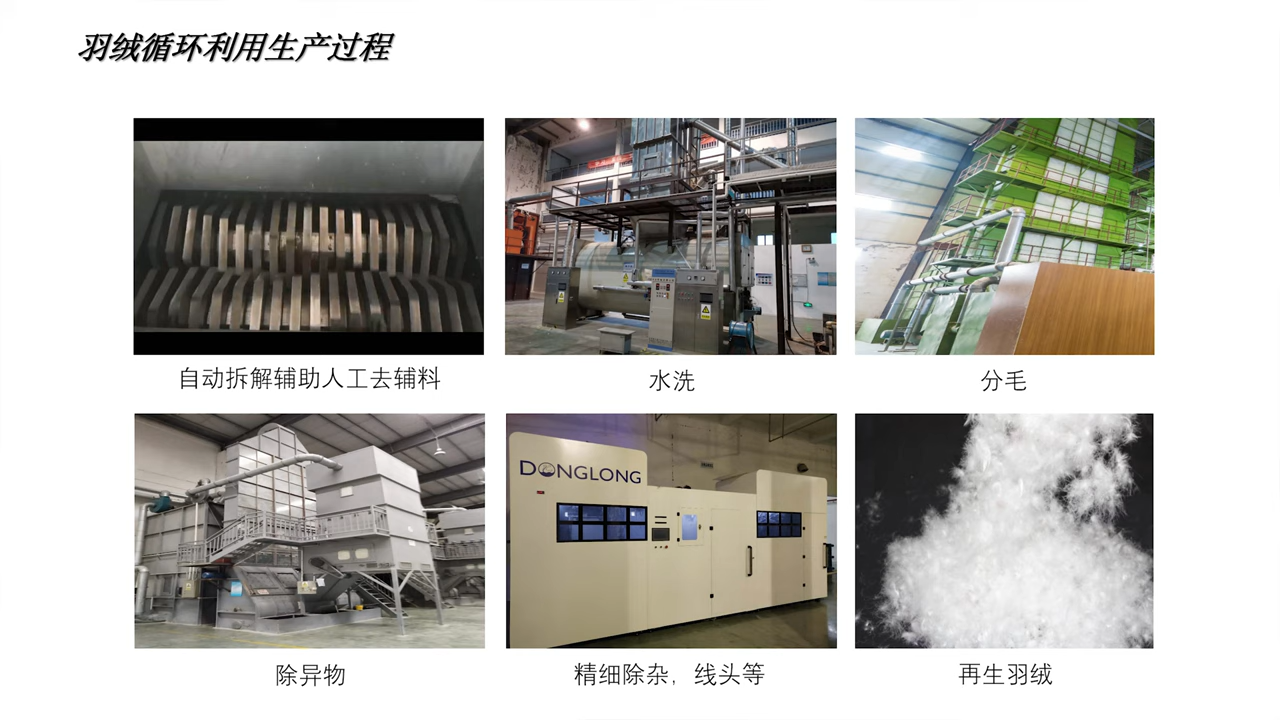 羽绒循环利用生产过程
自动拆解辅助人工去辅料
水洗
分毛
DONGLONG
除异物
精细除杂，线头等
再生羽绒